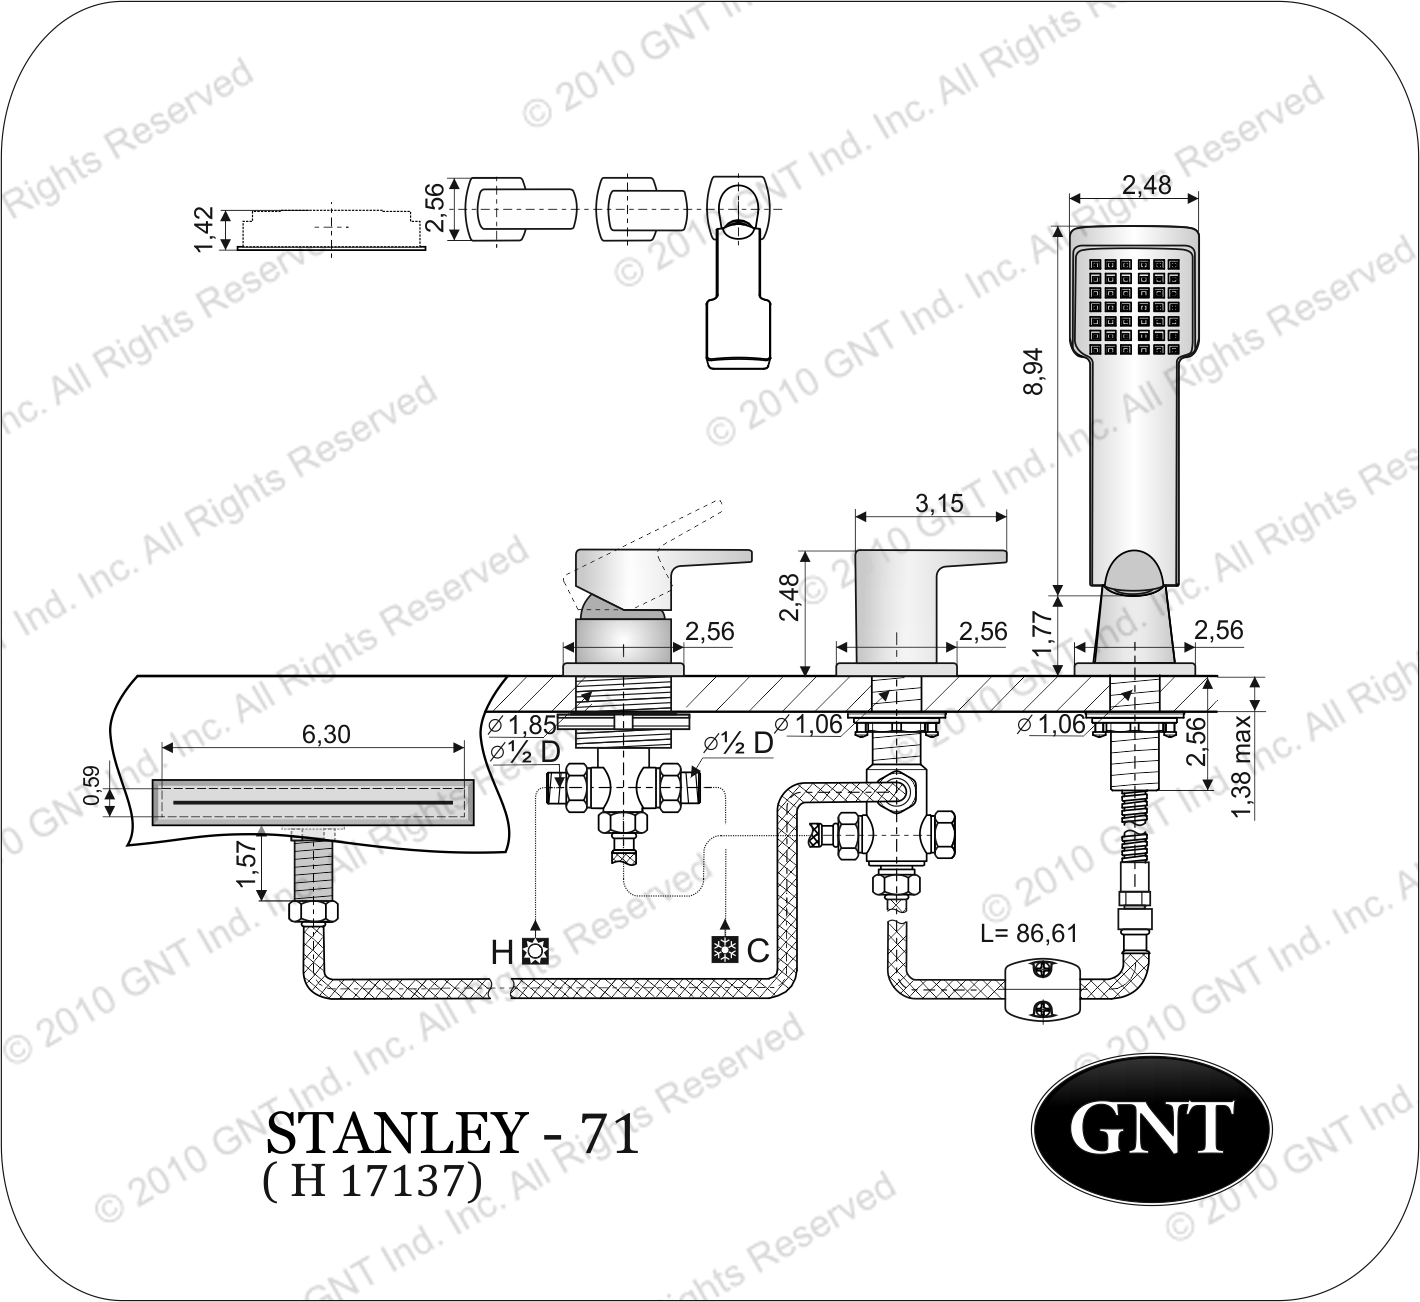 © 2010 GNT Ind. Inc. All Rights Reserved
1,42
2,56
2,48
8,94
3,15
2,48
1,77
2,56
2,56
2,56
⌀ 1,85
⌀ 1,06
⌀ 1,06
⌀½ D
⌀½ D
2,56
1,38 max
6,30
0,59
1,57
H
C
L= 86,61
STANLEY - 71
( H 17137)
GNT